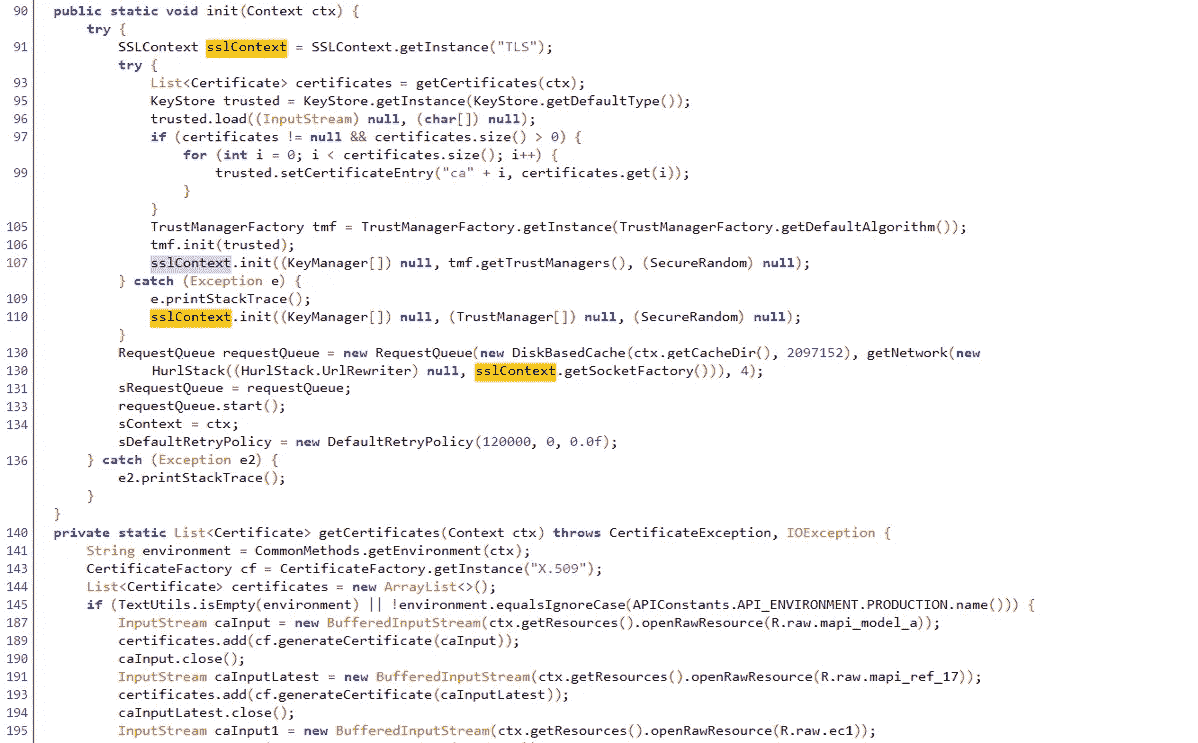 90 public static void init(Context ctx) {
try {
91 SSLContext sslContext = SSLContext.getInstance("TLS");
try {
93 List<Certificate> certificates = getCertificates(ctx);
95 KeyStore trusted = KeyStore.getInstance(KeyStore.getDefaultType());
96 trusted.load((InputStream) null, (char[]) null);
97 if (certificates != null && certificates.size() > 0) {
for (int i = 0; i < certificates.size(); i++) {
99 trusted.setCertificateEntry("ca" + i, certificates.get(i));
}
}
105 TrustManagerFactory tmf = TrustManagerFactory.getInstance(TrustManagerFactory.getDefaultAlgorithm());
106 tmf.init(trusted);
107 sslContext.init((KeyManager[]) null, tmf.getTrustManagers(), (SecureRandom) null);
} catch (Exception e) {
109 e.printStackTrace();
110 sslContext.init((KeyManager[]) null, (TrustManager[]) null, (SecureRandom) null);
}
130 RequestQueue requestQueue = new RequestQueue(new DiskBasedCache(ctx.getCacheDir(), 2097152), getNetwork(new
130 HurlStack((HurlStack.UrlRewriter) null, sslContext.getSocketFactory())), 4);
131 sRequestQueue = requestQueue;
133 requestQueue.start();
134 sContext = ctx;
sDefaultRetryPolicy = new DefaultRetryPolicy(120000, 0, 0.0f);
136 } catch (Exception e2) {
e2.printStackTrace();
}
}
140 private static List<Certificate> getCertificates(Context ctx) throws CertificateException, IOException {
141 String environment = CommonMethods.getEnvironment(ctx);
143 CertificateFactory cf = CertificateFactory.getInstance("X.509");
144 List<Certificate> certificates = new ArrayList<>();
145 if (TextUtils.isEmpty(environment) || !environment.equalsIgnoreCase(APIConstants.API_ENVIRONMENT.PRODUCTION.name())) {
187 InputStream caInput = new BufferedInputStream(ctx.getResources().openRawResource(R.raw.mapi_model_a));
189 certificates.add(cf.generateCertificate(caInput));
190 caInput.close();
191 InputStream caInputLatest = new BufferedInputStream(ctx.getResources().openRawResource(R.raw.mapi_ref_17));
193 certificates.add(cf.generateCertificate(caInputLatest));
194 caInputLatest.close();
195 InputStream caInput1 = new BufferedInputStream(ctx.getResources().openRawResource(R.raw.ec1));